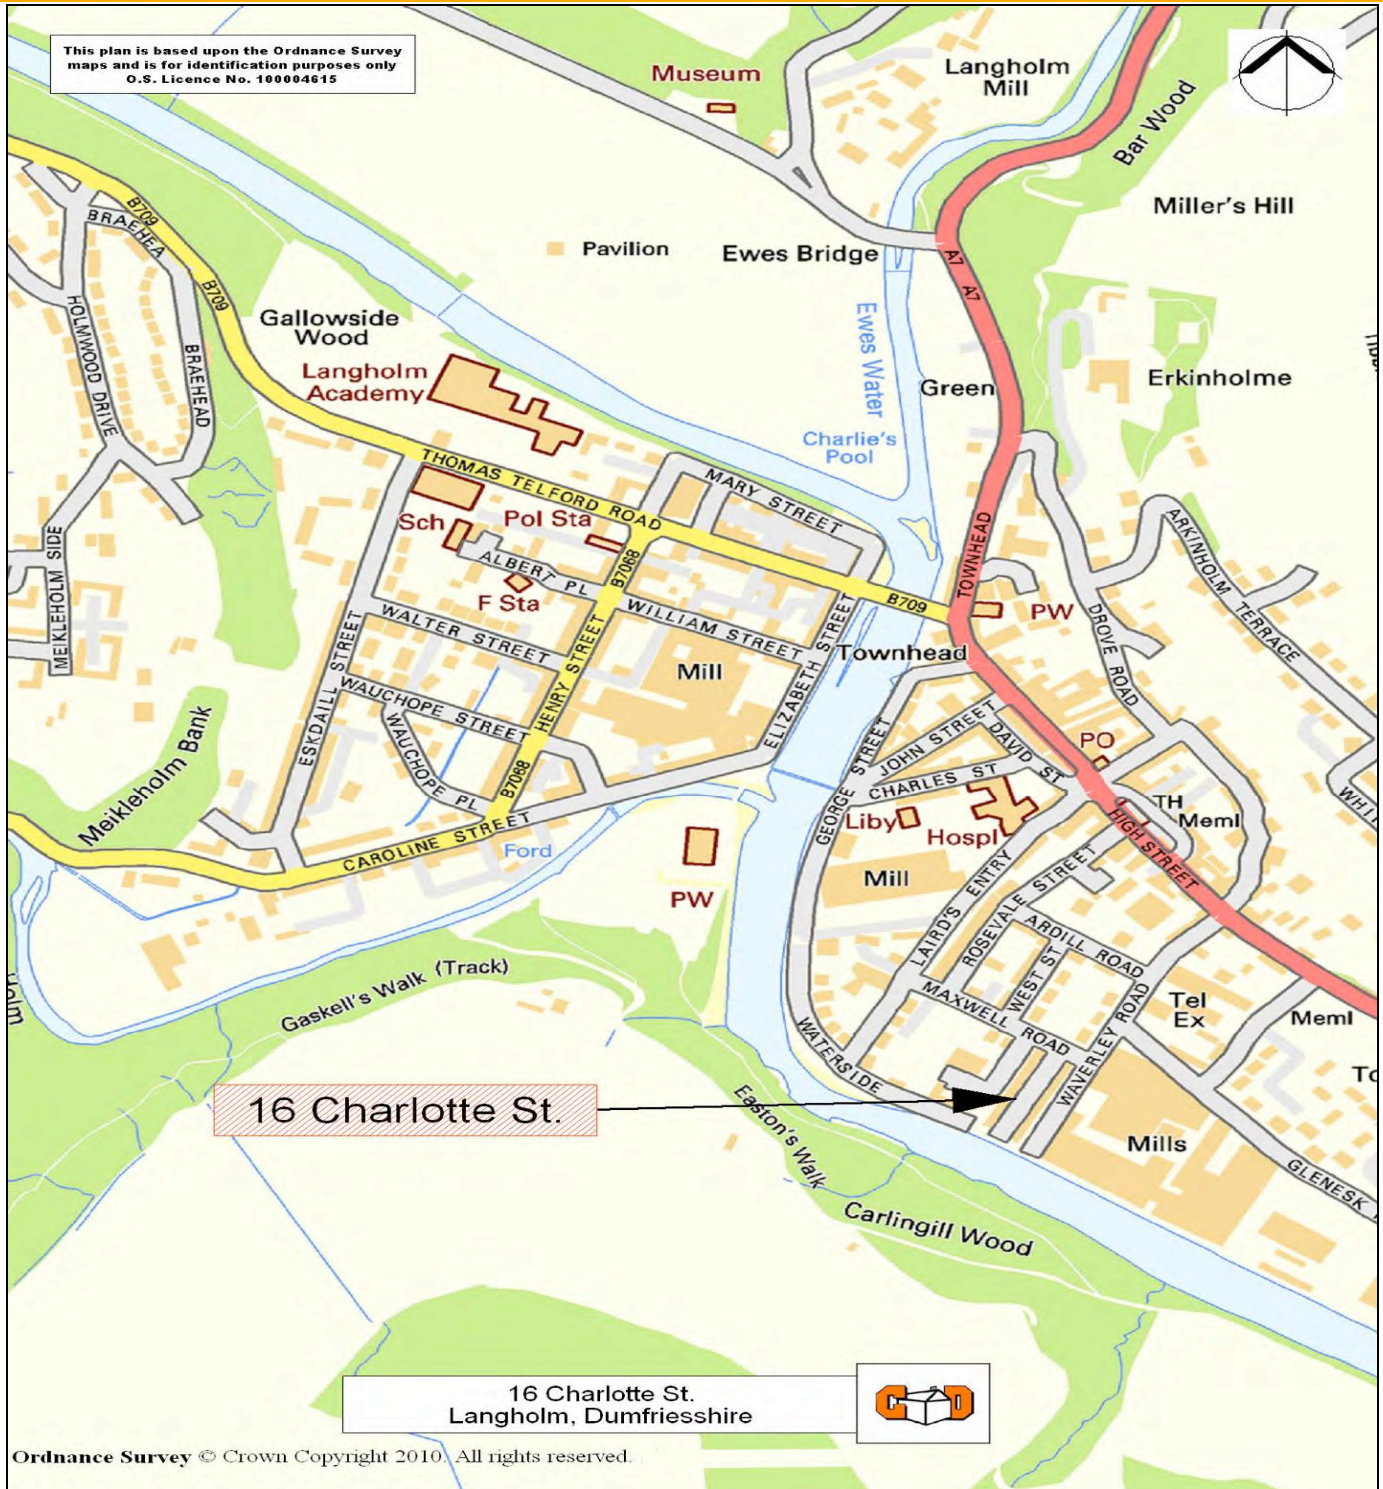 This plan is based upon the Ordnance Survey
maps and is for identification purposes only
O.S. Licence No. 100004615
Museum
Langholm
Mill
Bar Wood
Miller's Hill
B709
BRAEHEA
Pavilion
Ewes Bridge
A7
A7
B709
HOLMWOOD DRIVE
BRAEHEAD
Gallowside
Wood
Ewes Water
Langholm
Academy
Green
Erkinholme
Charlie's
Pool
THOMAS TELFORD ROAD
MARY STREET
Sch
Pol Sta
TOWNHEAD
ARKINHOLM TERRACE
MEIKLEHOLM SIDE
ALBERT PL
B7068
F Sta
B709
PW
DROVE ROAD
WALTER STREET
WILLIAM STREET
ELIZABETH STREET
Townhead
ESKDAILL STREET
HENRY STREET
Mill
WAUCHOPE STREET
WAUCHOPE PL
GEORGE STREET
JOHN STREET
DAVID ST
PO
CHARLES ST
Meikleholm Bank
B7068
TH
Meml
WHI
Liby
Hospl
HIGH STREET
CAROLINE STREET
Ford
Mill
PW
LAIRD'S ENTRY
ROSEVALE STREET
ARDILL ROAD
WEST ST
MAXWELL ROAD
WAVERLEY ROAD
Tel
Ex
Meml
Gaskell's Walk (Track)
Holm
WATERSIDE
To
16 Charlotte St.
Easton's Walk
Mills
GLENESK
Carlingill Wood
16 Charlotte St.
Langholm, Dumfriesshire
C D
Ordnance Survey © Crown Copyright 2010. All rights reserved.